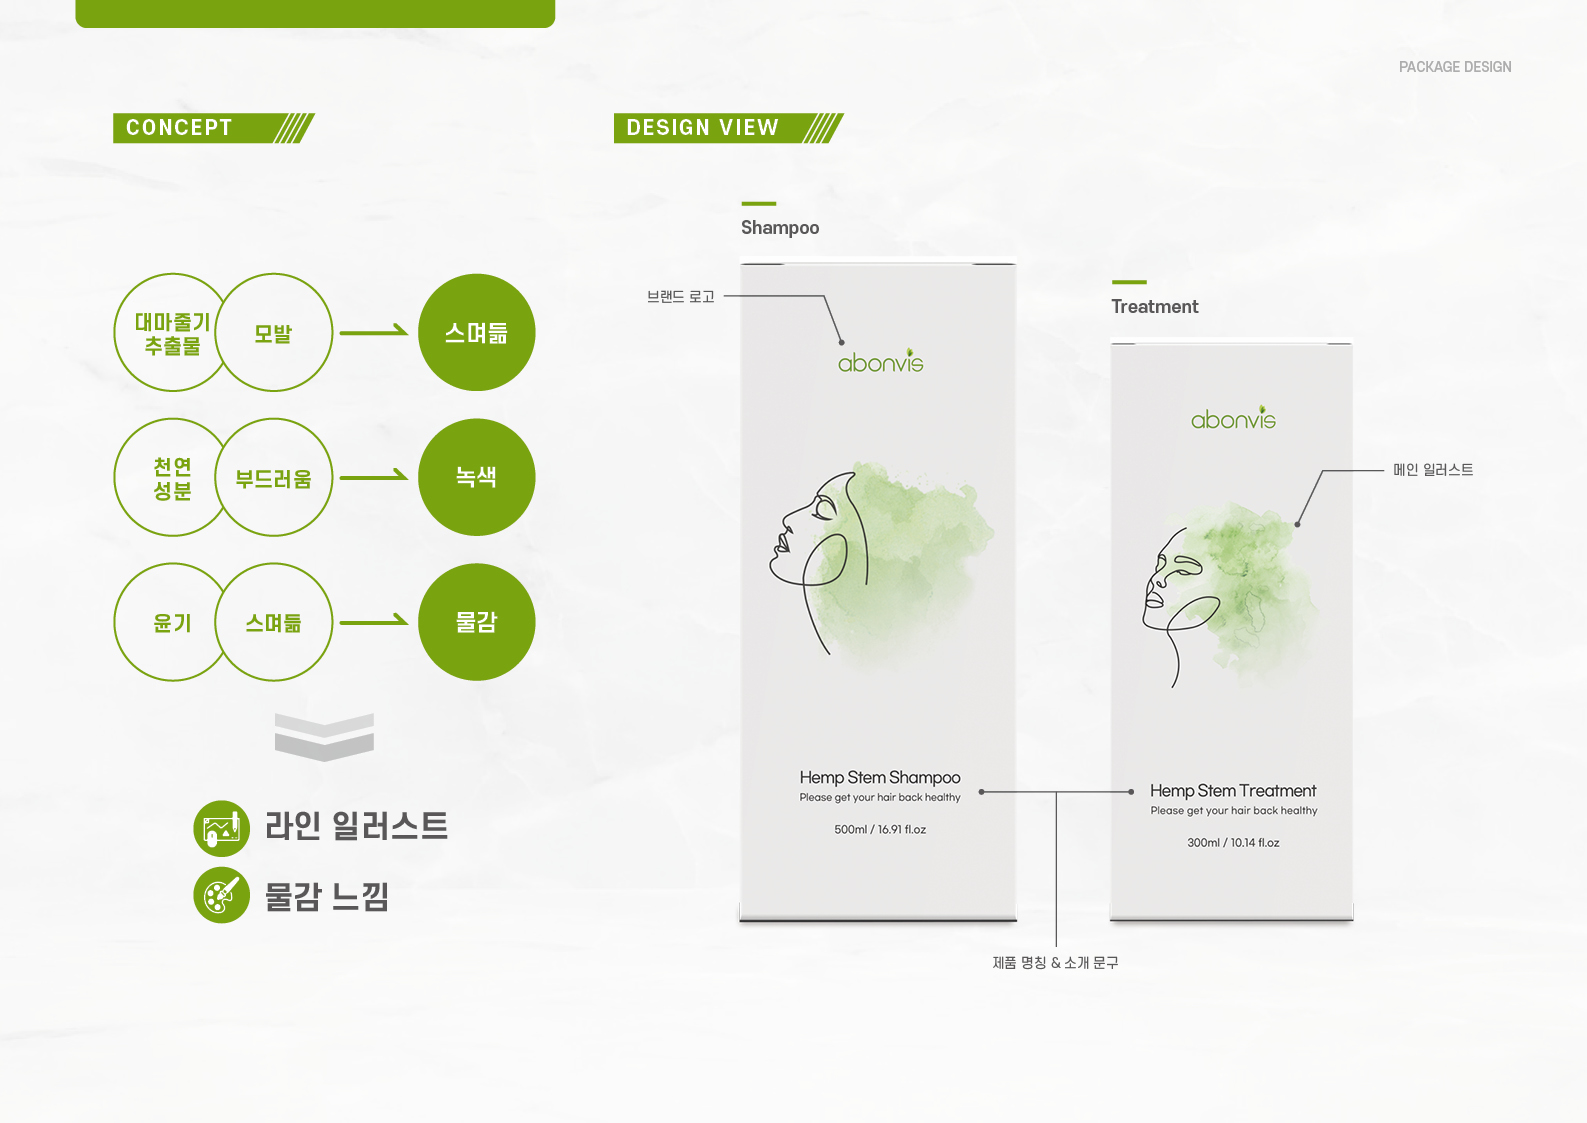 PACKAGE DESIGN
CONCEPT
대마줄기
추출물
모발
스며듦
천연
성분
부드러움
녹색
윤기
스며듦
물감
라인 일러스트
물감 느낌
DESIGN VIEW
Shampoo
브랜드 로고
abonvis
Hemp Stem Shampoo
Please get your hair back healthy
500ml / 16.91 fl.oz
Treatment
abonvis
메인 일러스트
Hemp Stem Treatment
Please get your hair back healthy
300ml / 10.14 fl.oz
제품 명칭 & 소개 문구